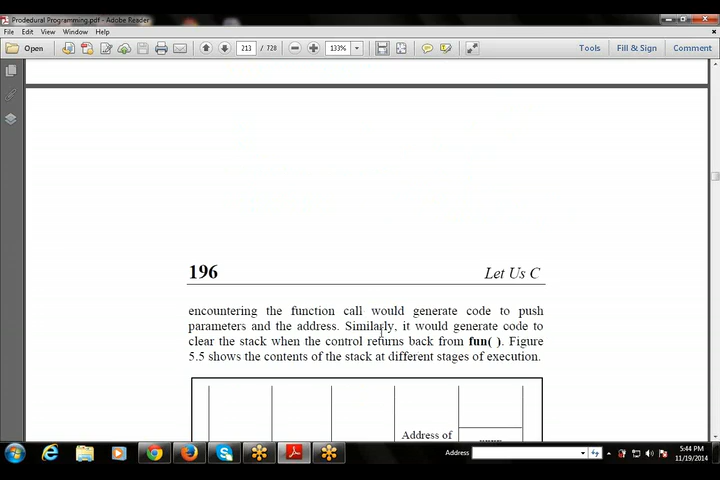 Prodedural Programming.pdf - Adobe Reader
File Edit View Window Help
Open 213 / 728 133% Tools Fill & Sign Comment
196 Let Us C
encountering the function call would generate code to push
parameters and the address. Similarly, it would generate code to
clear the stack when the control returns back from fun( ). Figure
5.5 shows the contents of the stack at different stages of execution.
Address of
Address
5:44 PM
11/19/2014